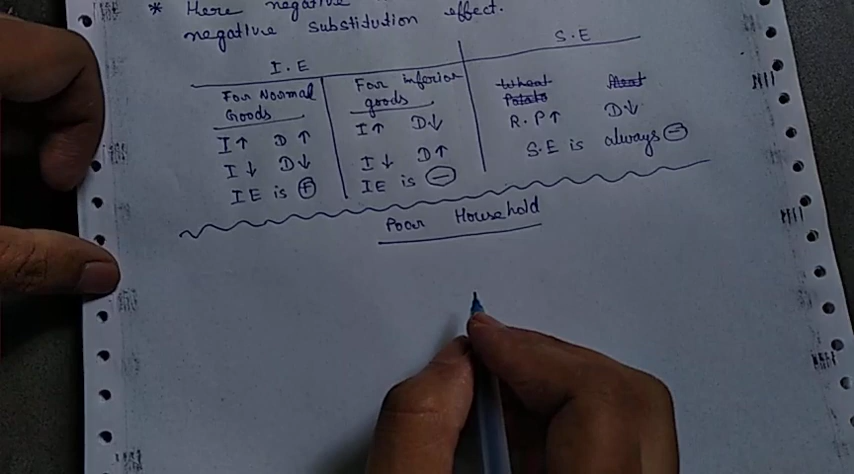 * Here negative
negative substitution effect.
I.E
S.E
For Normal
Goods
I↑ D↑
I↓ D↓
IE is ⊕
For inferior
goods
I↑ D↓
I↓ D↑
IE is ⊖
Wheat Meat
Potato
R.P↑ D↓
S.E is always ⊖
Poor Household